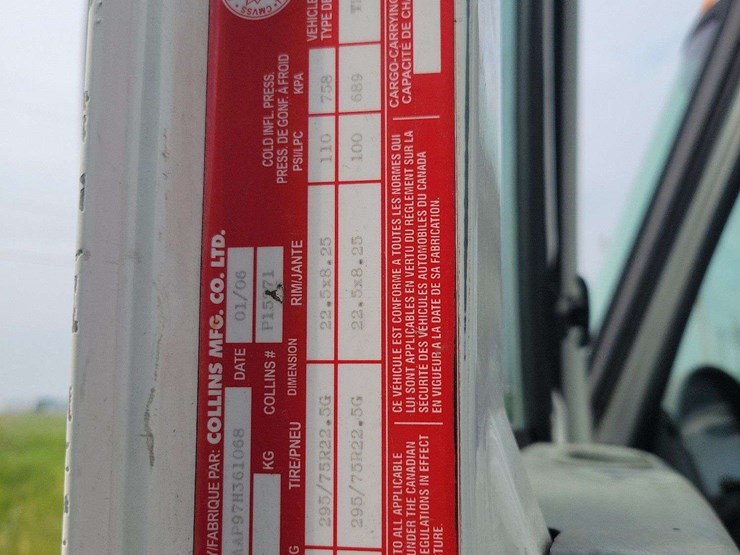 CMVSS
/FABRIQUE PAR: COLLINS MFG. CO. LTD.
AAP97H361068 DATE 01/06
KG COLLINS #
TIRE/PNEU DIMENSION RIM/JANTE COLD INFL. PRESS.
PRESS. DE GONF. À FROID
PSI/LPC KPA
VEHICLE
295/75R22.5G 22.5x8.25 110 758
295/75R22.5G 22.5x8.25 100 689
TO ALL APPLICABLE
UNDER THE CANADIAN
REGULATIONS IN EFFECT
TURE.
CE VÉHICULE EST CONFORME A TOUTES LES NORMES QUI
LUI SONT APPLICABLES EN VERTU DU RÈGLEMENT SUR LA
SÉCURITÉ DES VÉHICULES AUTOMOBILES DU CANADA
EN VIGUEUR A LA DATE DE SA FABRICATION.
CARGO-CARRYING
CAPACITÉ DE CH